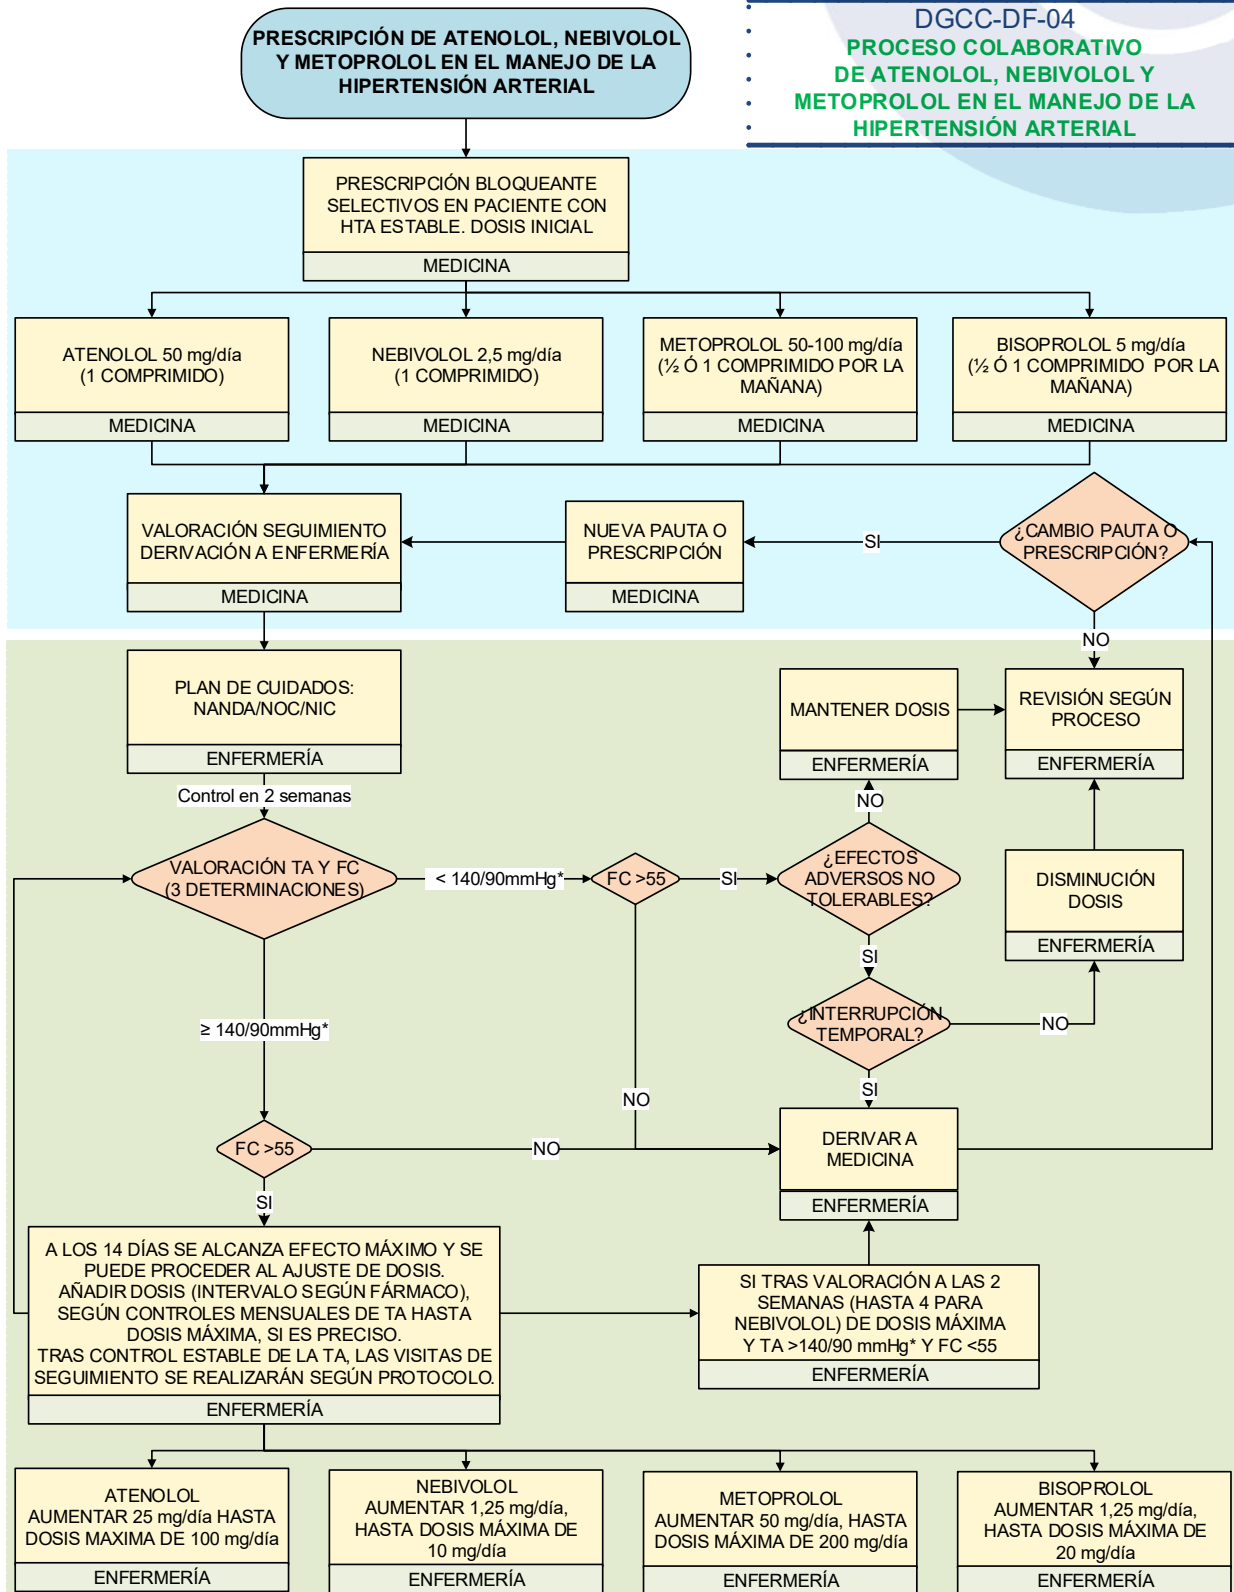 PRESCRIPCIÓN DE ATENOLOL, NEBIVOLOL
Y METOPROLOL EN EL MANEJO DE LA
HIPERTENSIÓN ARTERIAL
DGCC-DF-04
PROCESO COLABORATIVO
DE ATENOLOL, NEBIVOLOL Y
METOPROLOL EN EL MANEJO DE LA
HIPERTENSIÓN ARTERIAL
PRESCRIPCIÓN BLOQUEANTE
SELECTIVOS EN PACIENTE CON
HTA ESTABLE. DOSIS INICIAL
MEDICINA
ATENOLOL 50 mg/día
(1 COMPRIMIDO)
MEDICINA
NEBIVOLOL 2,5 mg/día
(1 COMPRIMIDO)
MEDICINA
METOPROLOL 50-100 mg/día
(½ Ó 1 COMPRIMIDO POR LA
MAÑANA)
MEDICINA
BISOPROLOL 5 mg/día
(½ Ó 1 COMPRIMIDO POR LA
MAÑANA)
MEDICINA
VALORACIÓN SEGUIMIENTO
DERIVACIÓN A ENFERMERÍA
MEDICINA
NUEVA PAUTA O
PRESCRIPCIÓN
MEDICINA
SI
¿CAMBIO PAUTA O
PRESCRIPCIÓN?
NO
PLAN DE CUIDADOS:
NANDA/NOC/NIC
ENFERMERÍA
MANTENER DOSIS
ENFERMERÍA
REVISIÓN SEGÚN
PROCESO
ENFERMERÍA
Control en 2 semanas
NO
VALORACIÓN TA Y FC
(3 DETERMINACIONES)
< 140/90mmHg*
FC >55
SI
¿EFECTOS
ADVERSOS NO
TOLERABLES?
DISMINUCIÓN
DOSIS
ENFERMERÍA
SI
≥ 140/90mmHg*
¿INTERRUPCIÓN
TEMPORAL?
NO
SI
NO
FC >55
NO
DERIVAR A
MEDICINA
ENFERMERÍA
SI
A LOS 14 DÍAS SE ALCANZA EFECTO MÁXIMO Y SE
PUEDE PROCEDER AL AJUSTE DE DOSIS.
AÑADIR DOSIS (INTERVALO SEGÚN FÁRMACO),
SEGÚN CONTROLES MENSUALES DE TA HASTA
DOSIS MÁXIMA, SI ES PRECISO.
TRAS CONTROL ESTABLE DE LA TA, LAS VISITAS DE
SEGUIMIENTO SE REALIZARÁN SEGÚN PROTOCOLO.
ENFERMERÍA
SI TRAS VALORACIÓN A LAS 2
SEMANAS (HASTA 4 PARA
NEBIVOLOL) DE DOSIS MÁXIMA
Y TA >140/90 mmHg* Y FC <55
ENFERMERÍA
ATENOLOL
AUMENTAR 25 mg/día HASTA
DOSIS MAXIMA DE 100 mg/día
ENFERMERÍA
NEBIVOLOL
AUMENTAR 1,25 mg/día,
HASTA DOSIS MÁXIMA DE
10 mg/día
ENFERMERÍA
METOPROLOL
AUMENTAR 50 mg/día, HASTA
DOSIS MÁXIMA DE 200 mg/día
ENFERMERÍA
BISOPROLOL
AUMENTAR 1,25 mg/día,
HASTA DOSIS MÁXIMA DE
20 mg/día
ENFERMERÍA